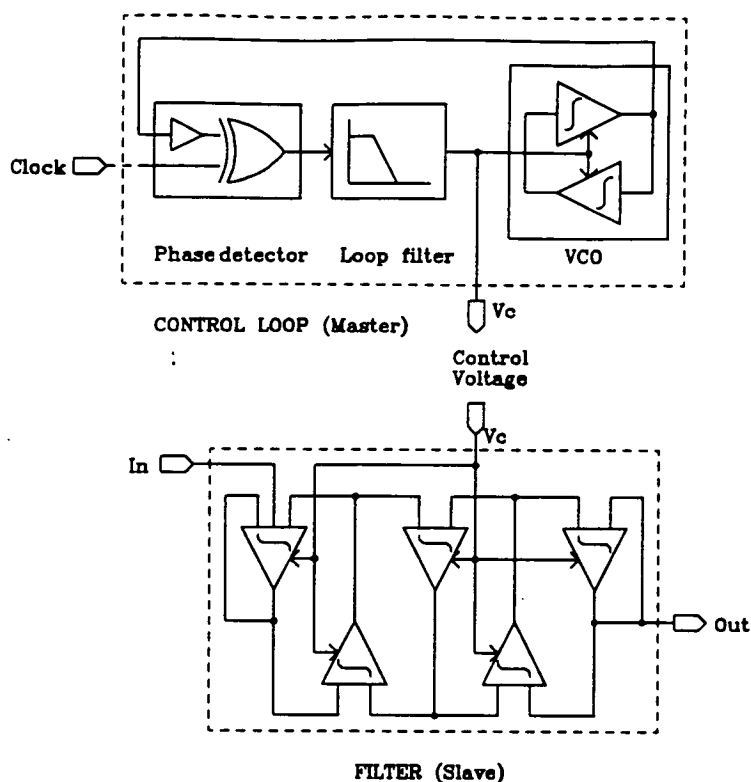 Clock
Phase detector
Loop filter
VCO
CONTROL LOOP (Master)
Vc
Control
Voltage
Vc
In
Out
FILTER (Slave)